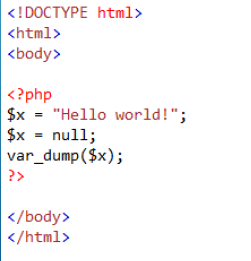 <!DOCTYPE html>
<html>
<body>
<?php
$x = "Hello world!";
$x = null;
var_dump($x);
?>
</body>
</html>